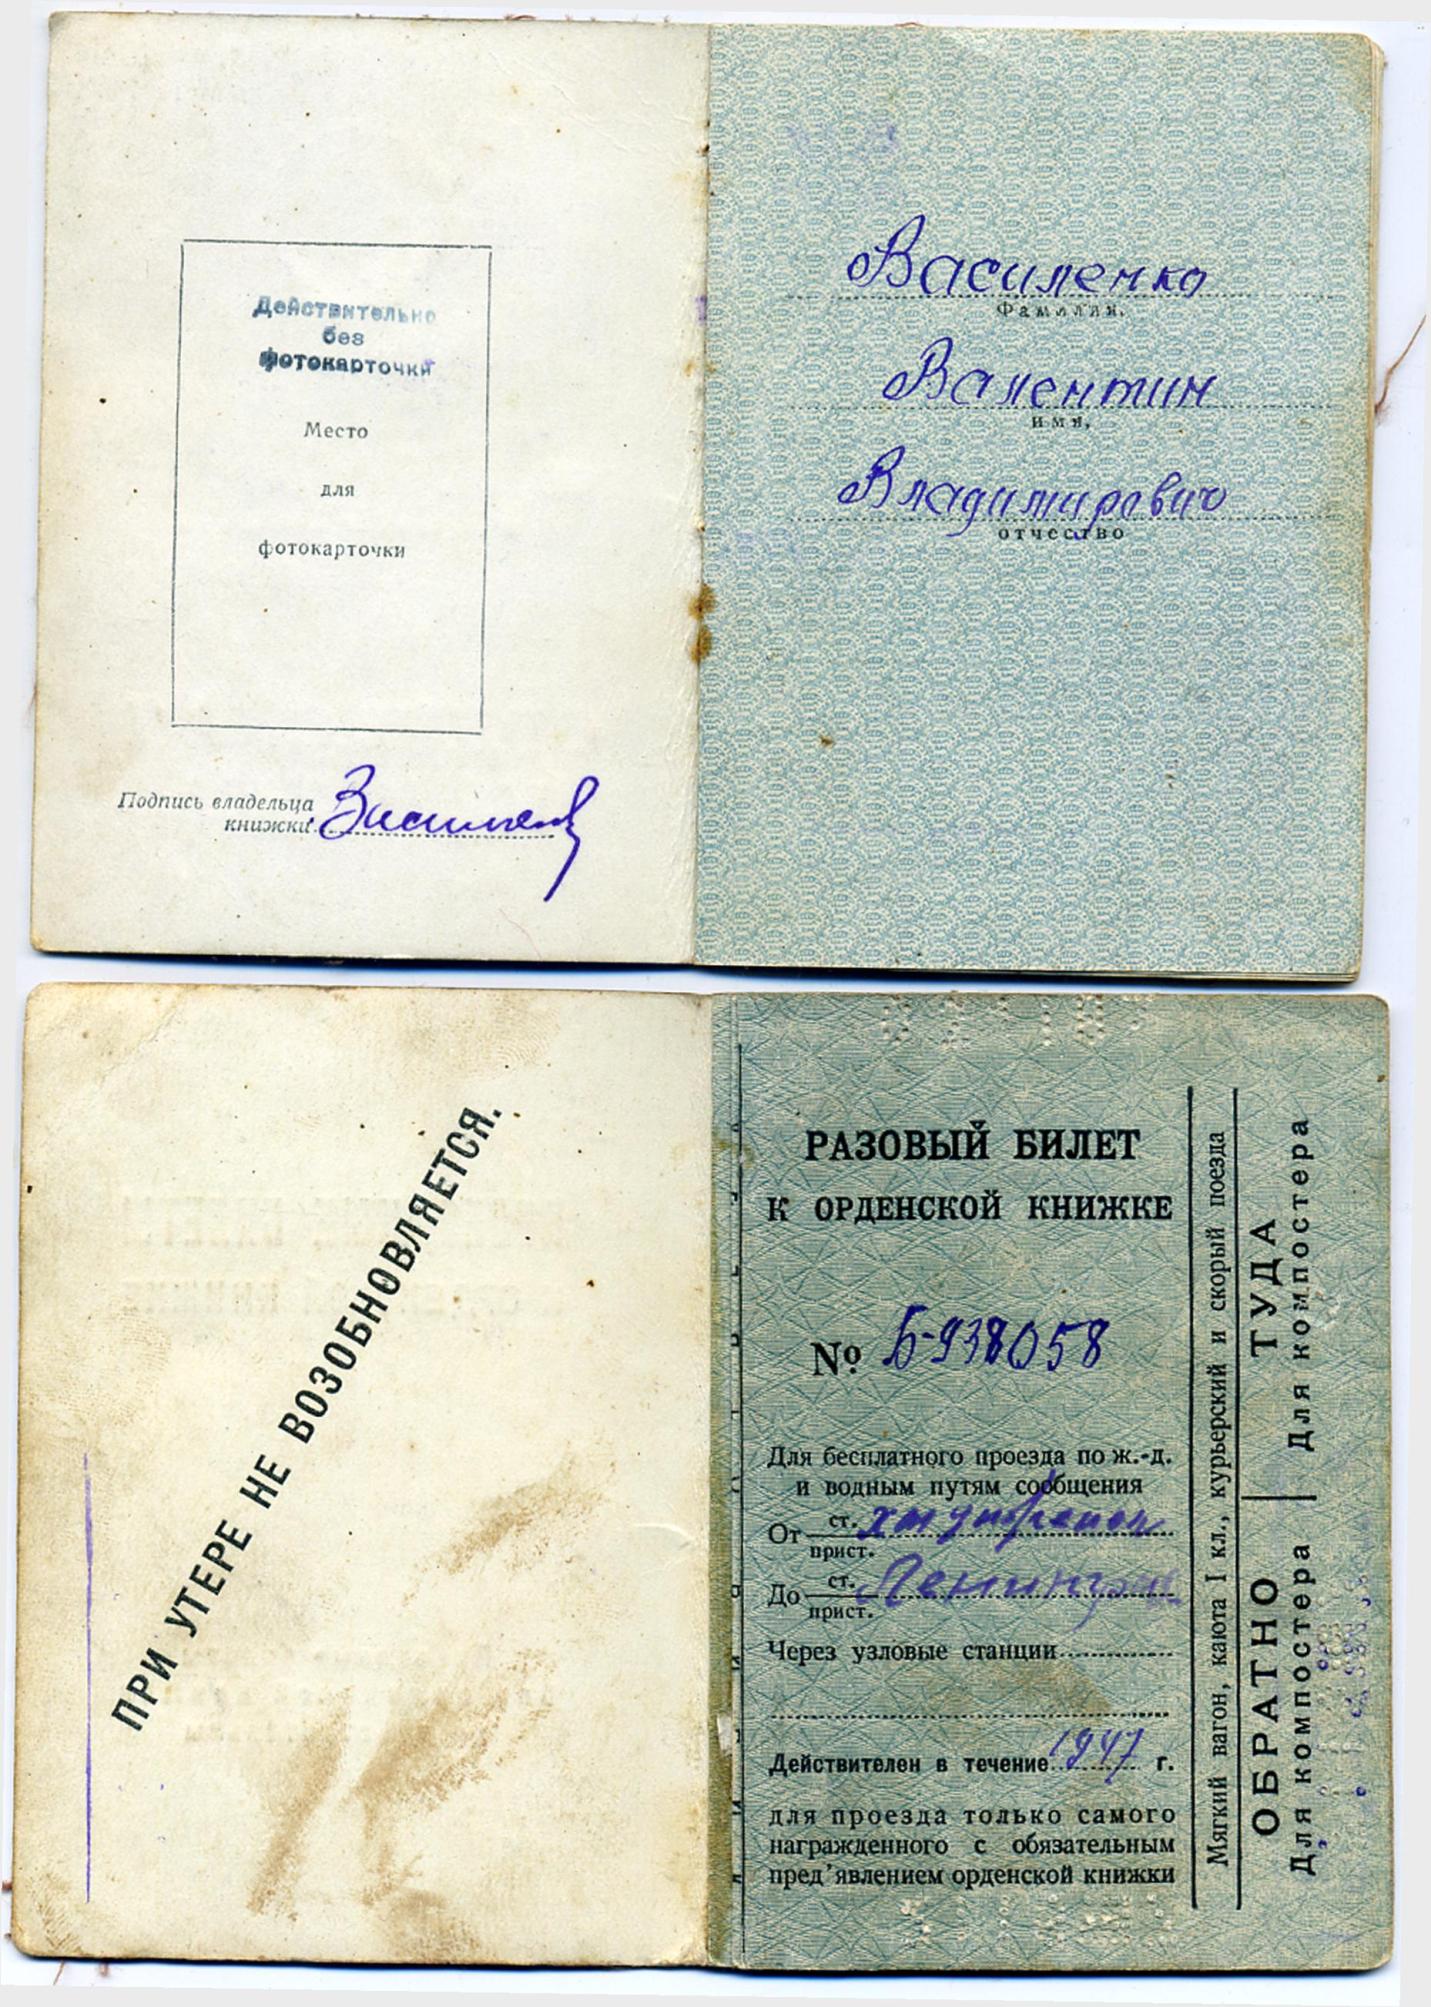 Действительно
без
фотокарточки
Место
для
фотокарточки
Подпись владельца
книжки
Василенко
Фамилия,
Валентин
имя,
Владимирович
отчество
ПРИ УТЕРЕ НЕ ВОЗОБНОВЛЯЕТСЯ.
РАЗОВЫЙ БИЛЕТ
К ОРДЕНСКОЙ КНИЖКЕ
№ Б-938058
Для бесплатного проезда по ж.-д.
и водным путям сообщения
От ст.
прист.
До ст. Ленинград
прист.
Через узловые станции
Действителен в течение 1947 г.
для проезда только самого
награжденного с обязательным
пред'явлением орденской книжки
Мягкий вагон, каюта I кл., курьерский и скорый поезда
ТУДА
Для компостера
ОБРАТНО
Для компостера